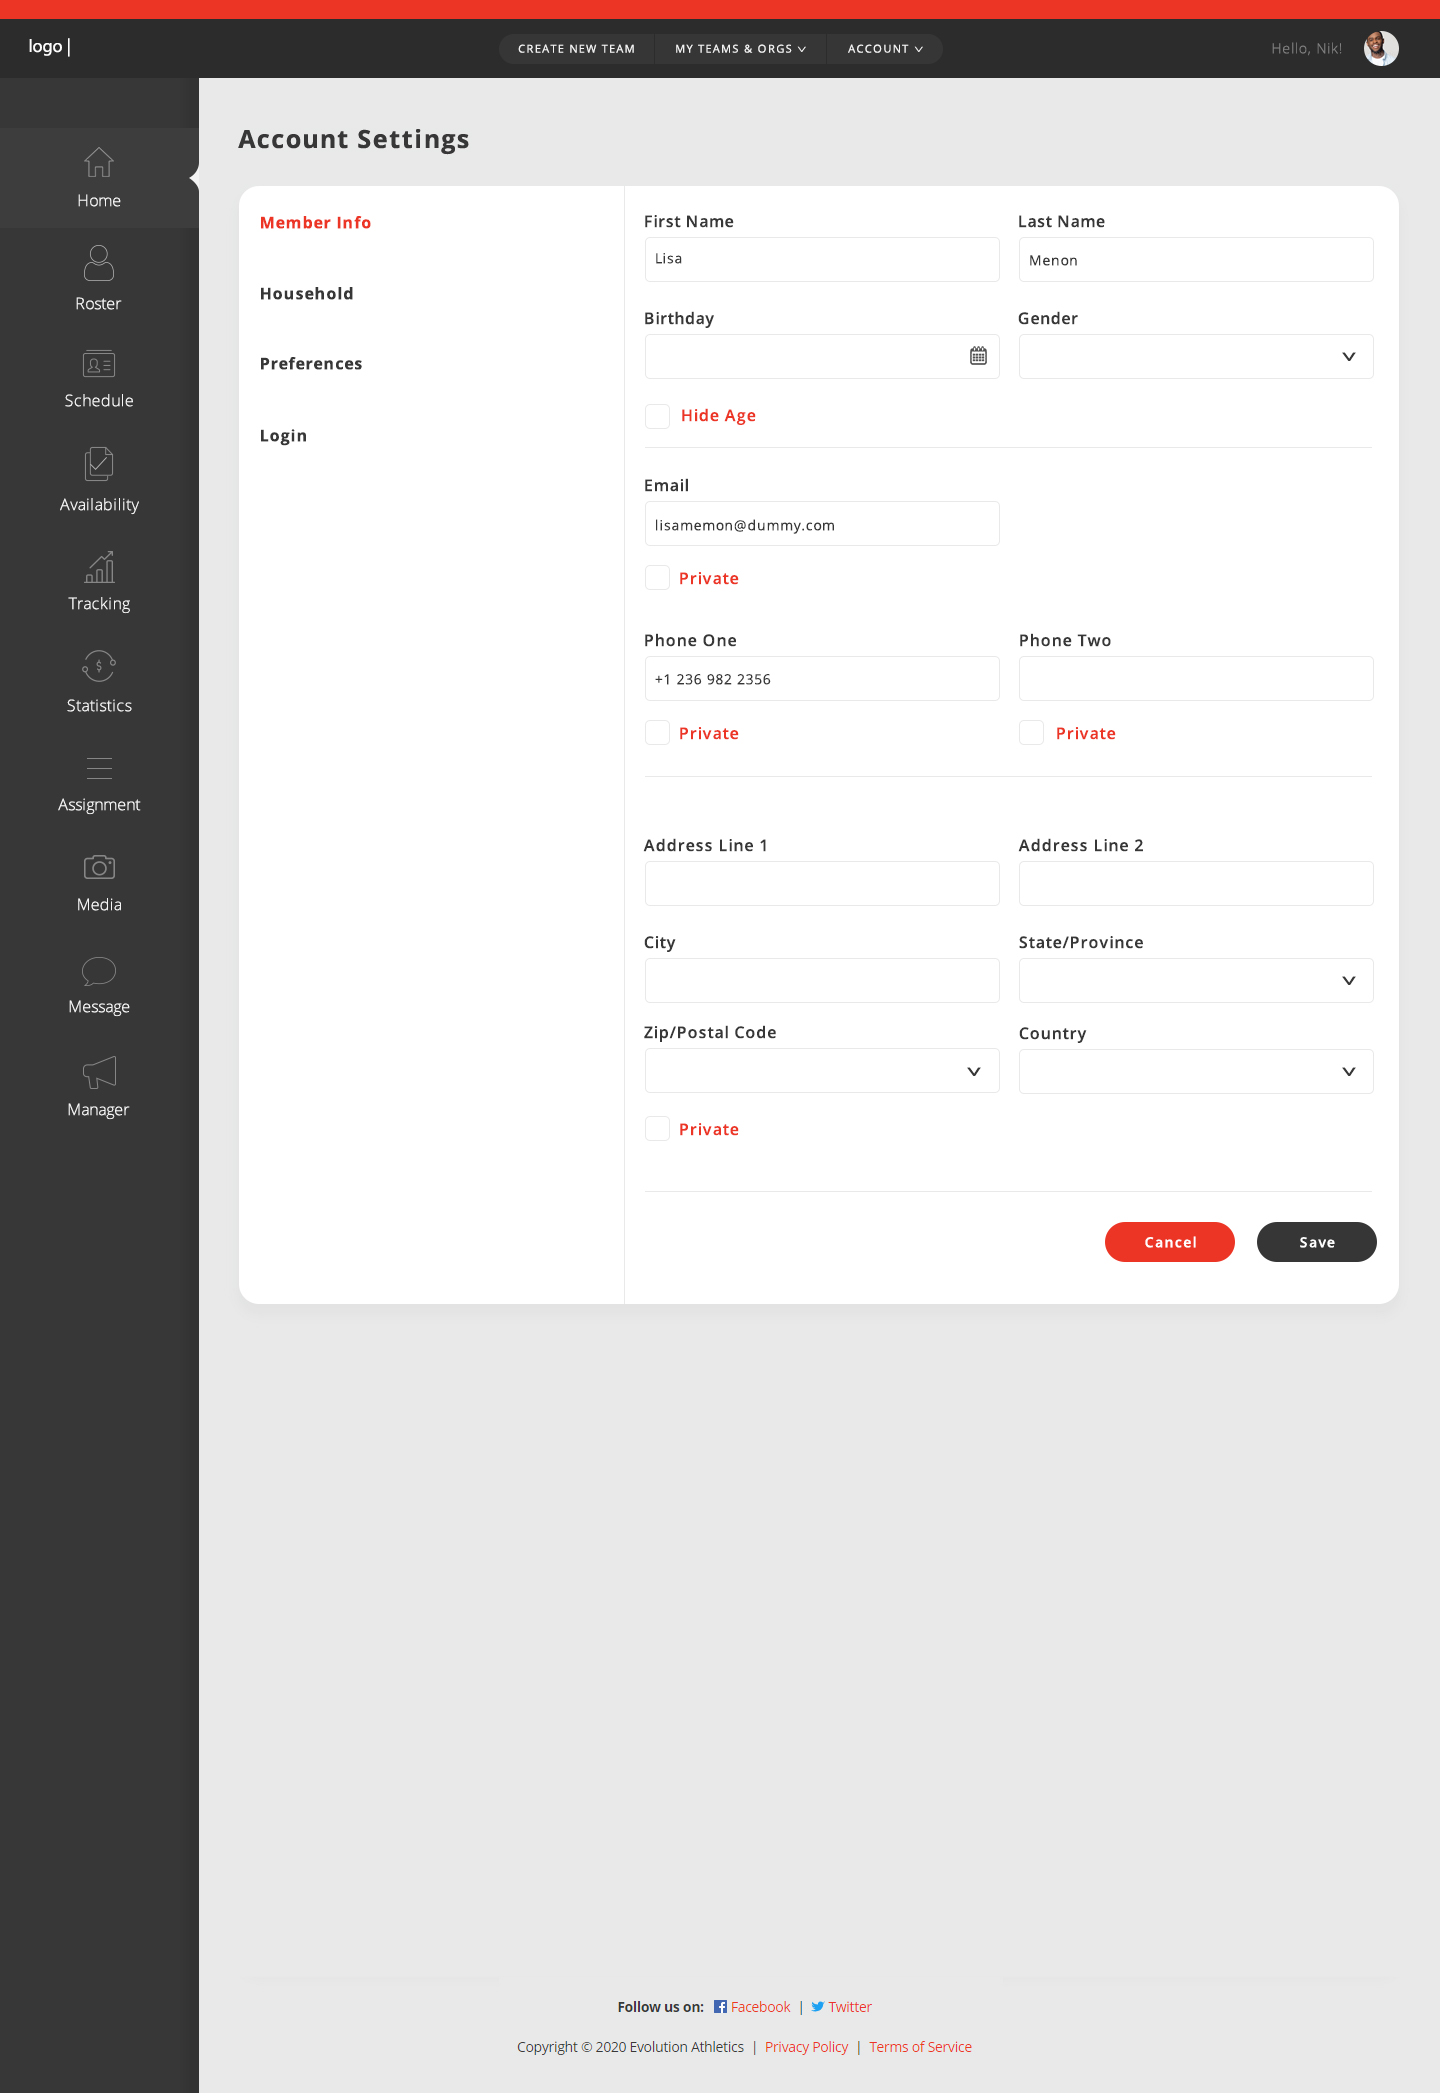 logo |
CREATE NEW TEAM MY TEAMS & ORGS ACCOUNT
Hello, Nik!
Home
Roster
Schedule
Availability
Tracking
Statistics
Assignment
Media
Message
Manager
Account Settings
Member Info
Household
Preferences
Login
First Name Last Name
Lisa Menon
Birthday Gender
Hide Age
Email
lisamemon@dummy.com
Private
Phone One Phone Two
+1 236 982 2356
Private Private
Address Line 1 Address Line 2
City State/Province
Zip/Postal Code Country
Private
Cancel Save
Follow us on: Facebook | Twitter
Copyright © 2020 Evolution Athletics | Privacy Policy | Terms of Service